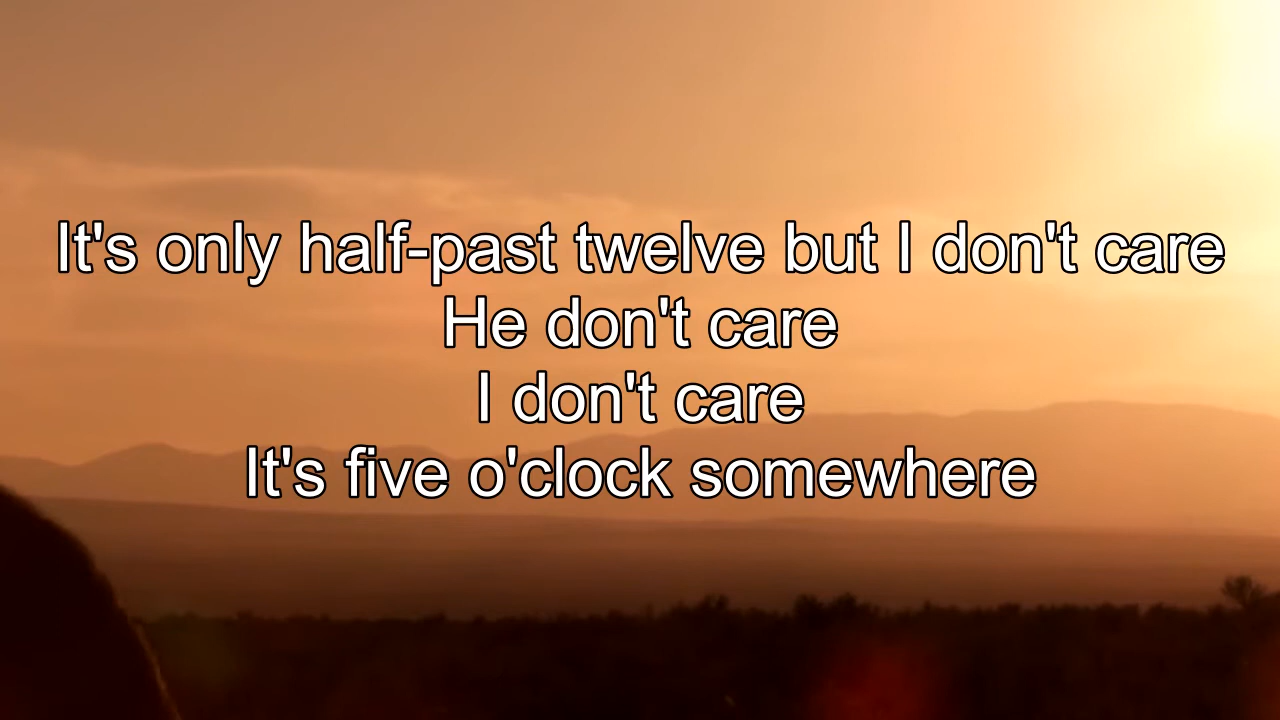 It's only half-past twelve but I don't care
He don't care
I don't care
It's five o'clock somewhere